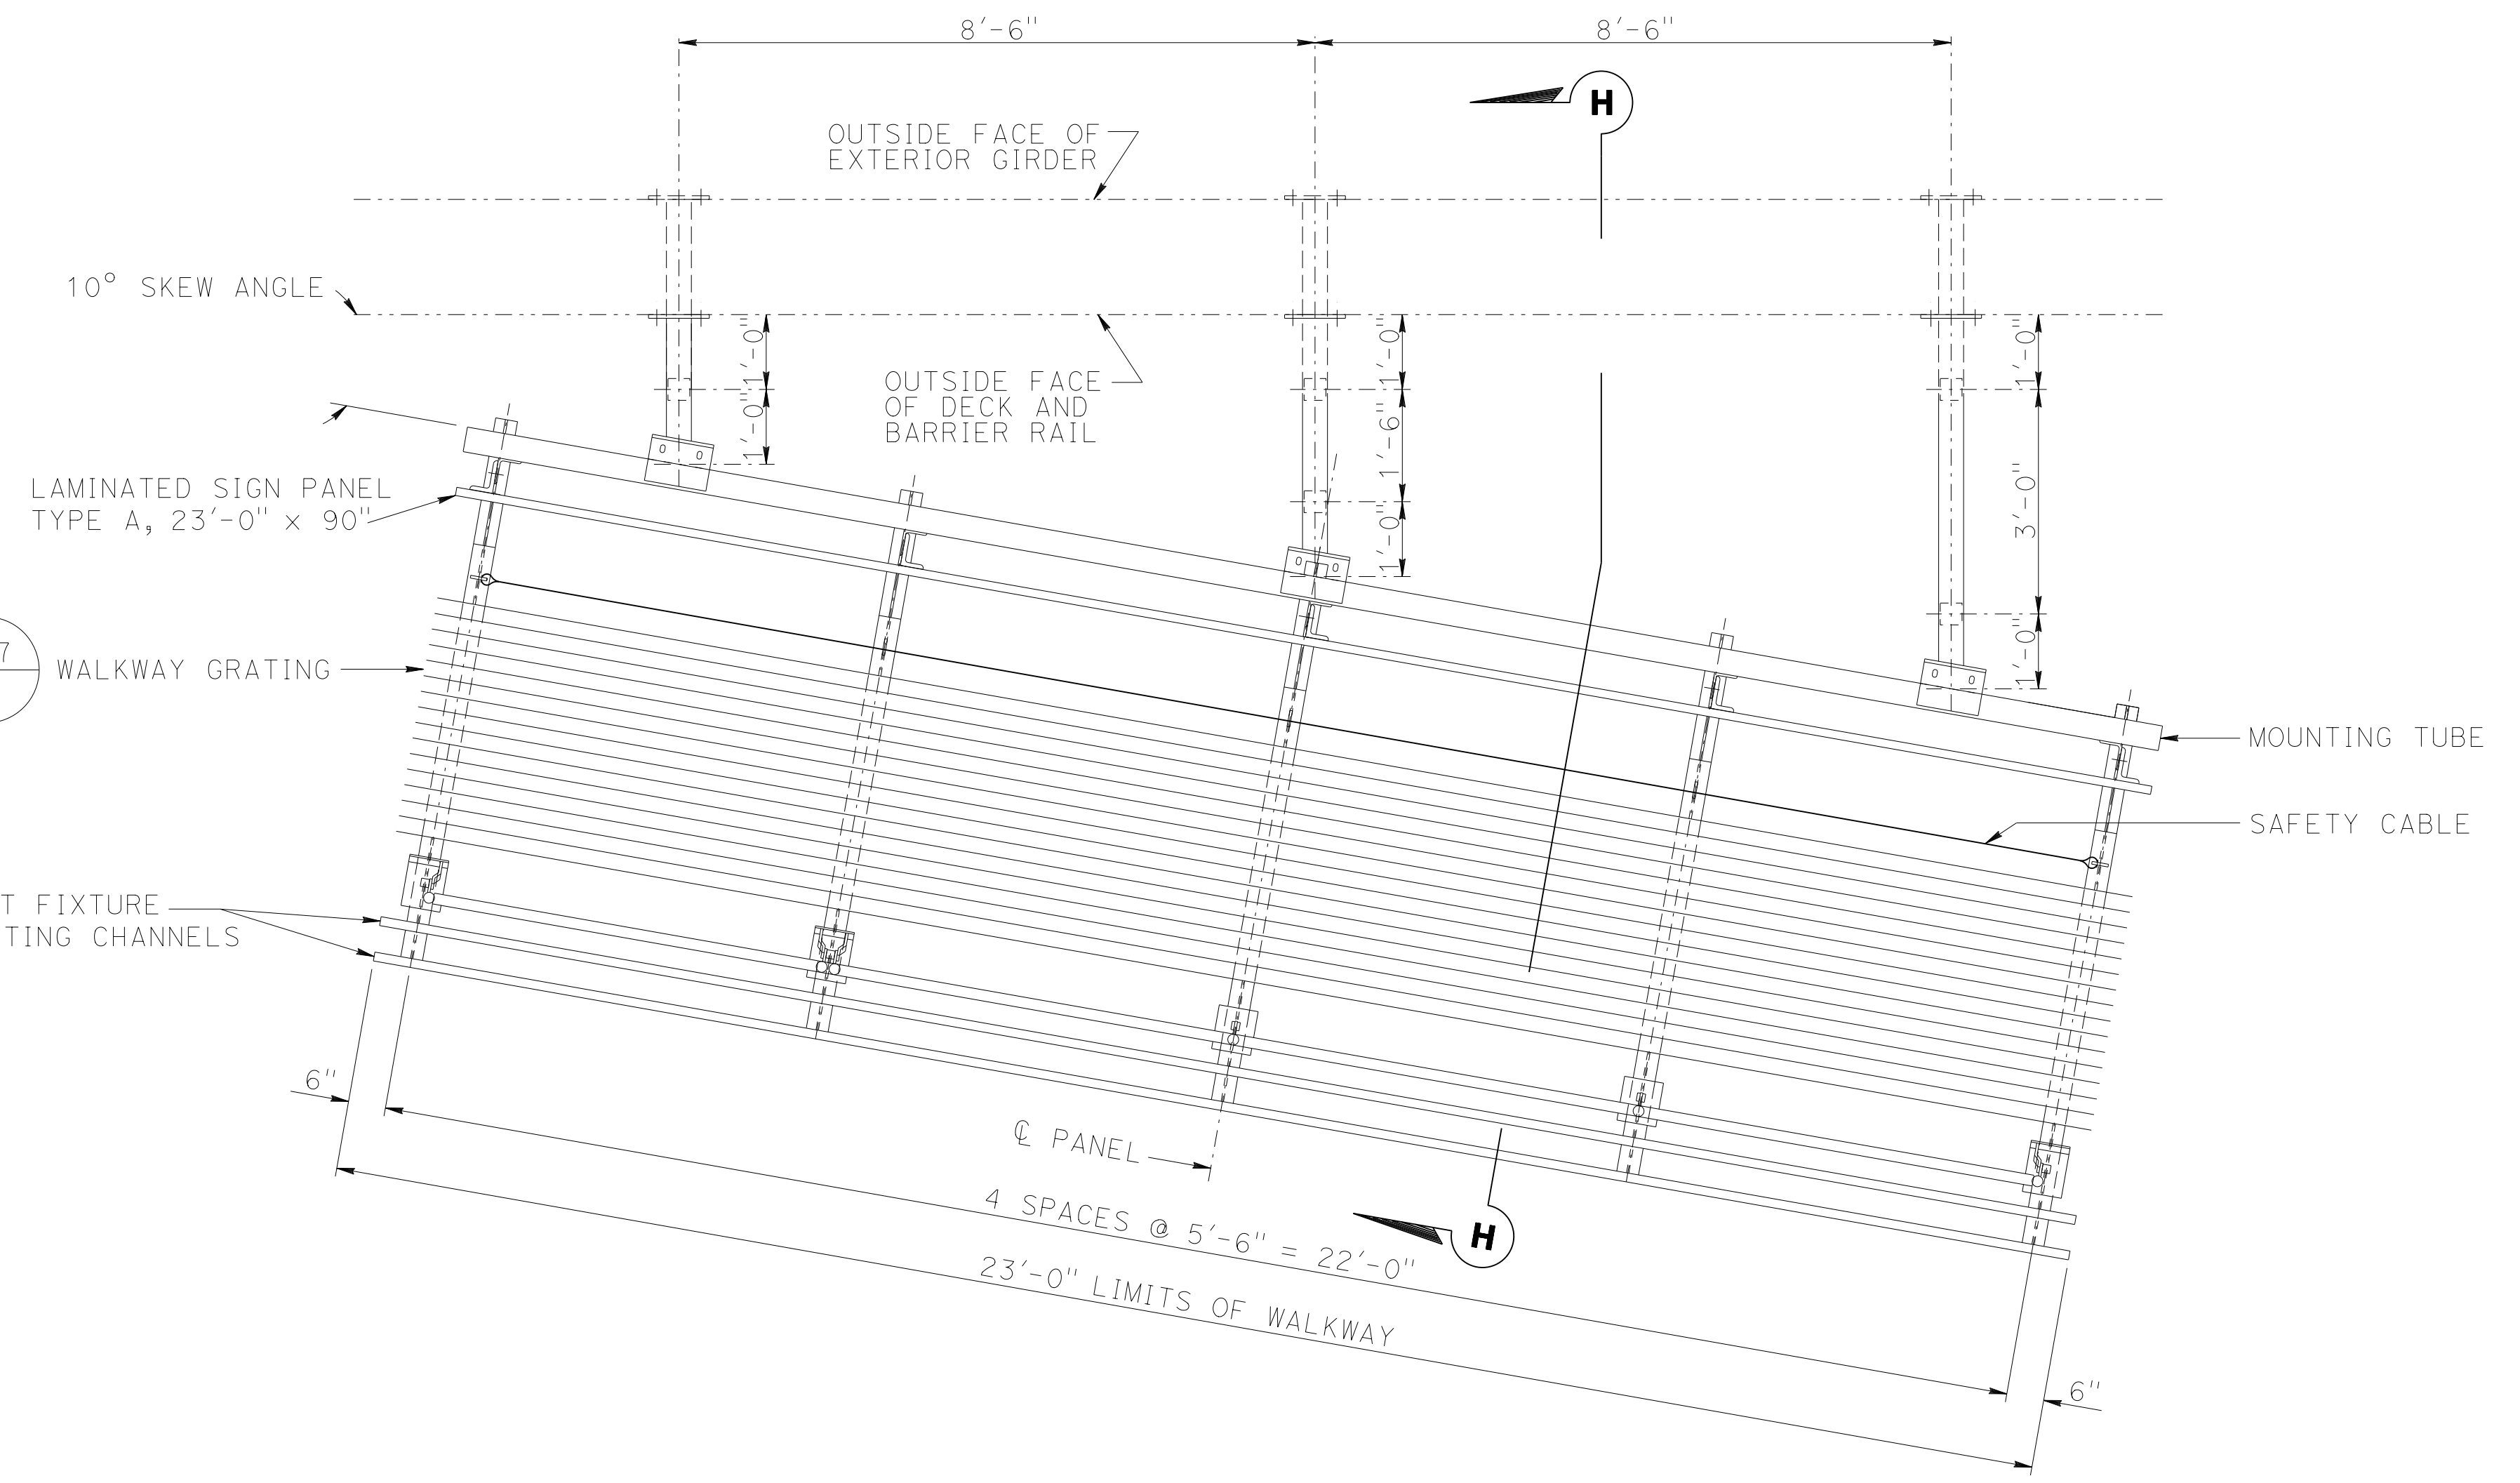 8'-6"
8'-6"
H
OUTSIDE FACE OF
EXTERIOR GIRDER
10° SKEW ANGLE
1'-0"
1'-0"
1'-0"
1'-6"
1'-0"
1'-0"
3'-0"
1'-0"
OUTSIDE FACE
OF DECK AND
BARRIER RAIL
LAMINATED SIGN PANEL
TYPE A, 23'-0" x 90"
7
WALKWAY GRATING
MOUNTING TUBE
SAFETY CABLE
T FIXTURE
TING CHANNELS
6"
℄ PANEL
4 SPACES @ 5'-6" = 22'-0"
H
23'-0" LIMITS OF WALKWAY
6"